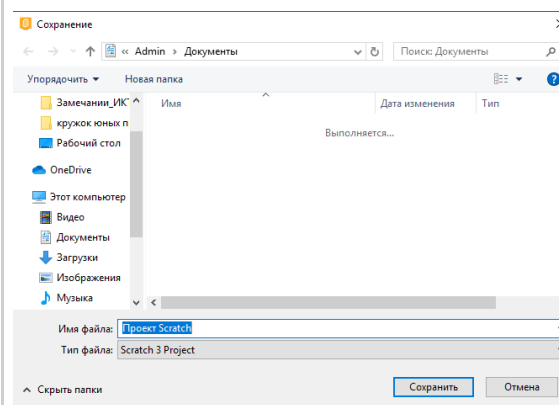 Сохранение
« Admin › Документы
Поиск: Документы
Упорядочить
Новая папка
Имя
Дата изменения
Тип
Замечании_ИК
кружок юных п
Рабочий стол
OneDrive
Этот компьютер
Видео
Документы
Загрузки
Изображения
Музыка
Выполняется...
Имя файла: Проект Scratch
Тип файла: Scratch 3 Project
Скрыть папки
Сохранить
Отмена